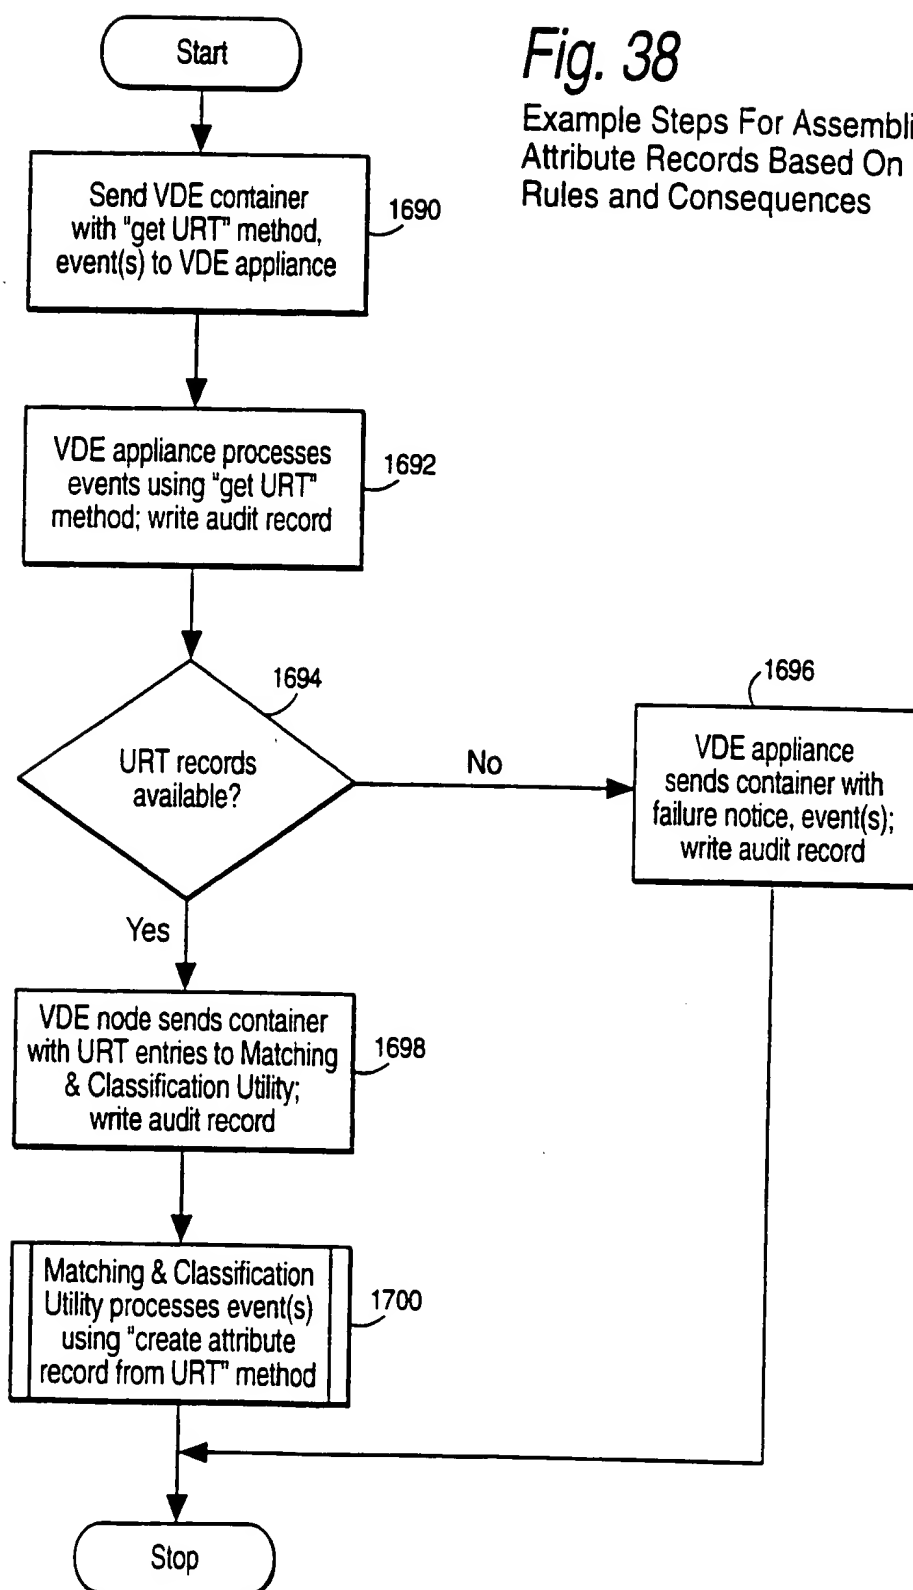 Start
Fig. 38
Example Steps For Assembli
Attribute Records Based On
Rules and Consequences
Send VDE container
with "get URT" method,
event(s) to VDE appliance
1690
VDE appliance processes
events using "get URT"
method; write audit record
1692
1694
URT records
available?
No
1696
VDE appliance
sends container with
failure notice, event(s);
write audit record
Yes
VDE node sends container
with URT entries to Matching
& Classification Utility;
write audit record
1698
Matching & Classification
Utility processes event(s)
using "create attribute
record from URT" method
1700
Stop